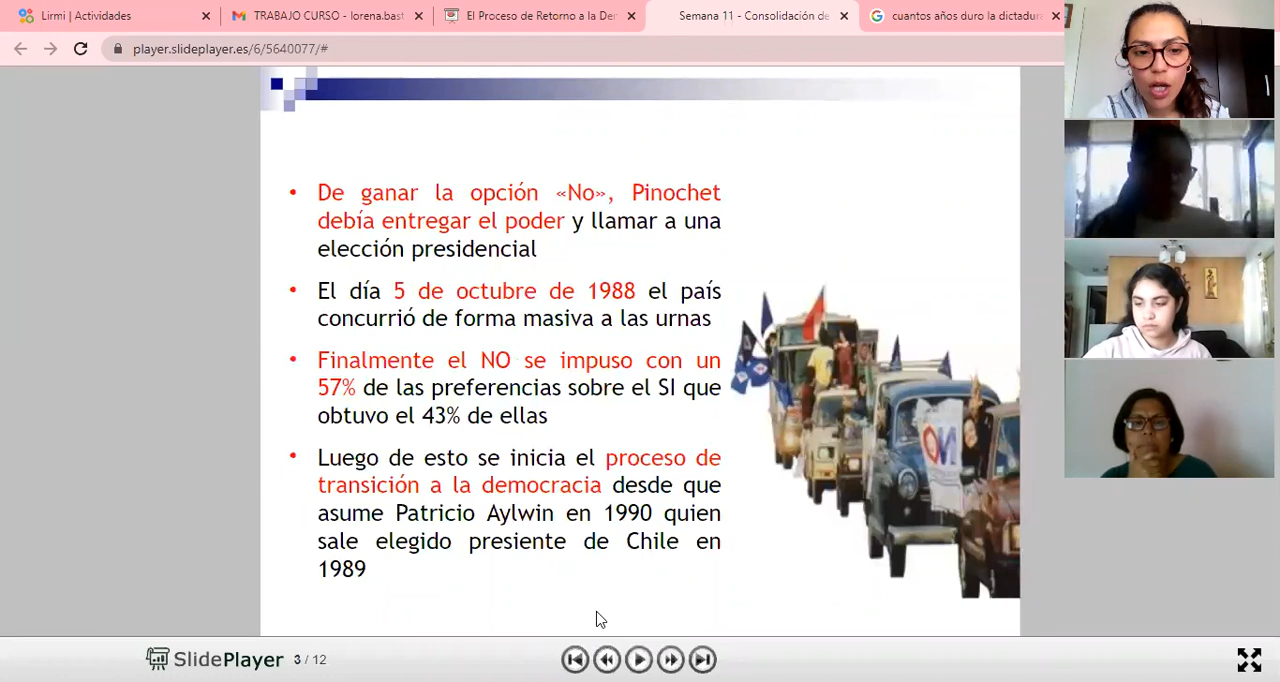 Lirmi | Actividades
TRABAJO CURSO - lorena.bast
El Proceso de Retorno a la Der
Semana 11 - Consolidación de
cuantos años duro la dictadura
player.slideplayer.es/6/5640077/#
• De ganar la opción «No», Pinochet
debía entregar el poder y llamar a una
elección presidencial
• El día 5 de octubre de 1988 el país
concurrió de forma masiva a las urnas
• Finalmente el NO se impuso con un
57% de las preferencias sobre el SI que
obtuvo el 43% de ellas
• Luego de esto se inicia el proceso de
transición a la democracia desde que
asume Patricio Aylwin en 1990 quien
sale elegido presiente de Chile en
1989
SlidePlayer 3 / 12